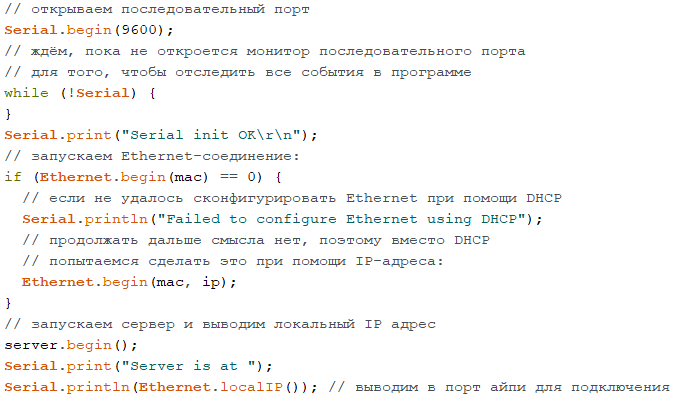 // открываем последовательный порт
Serial.begin(9600);
// ждём, пока не откроется монитор последовательного порта
// для того, чтобы отследить все события в программе
while (!Serial) {
}
Serial.print("Serial init OK\r\n");
// запускаем Ethernet-соединение:
if (Ethernet.begin(mac) == 0) {
  // если не удалось сконфигурировать Ethernet при помощи DHCP
  Serial.println("Failed to configure Ethernet using DHCP");
  // продолжать дальше смысла нет, поэтому вместо DHCP
  // попытаемся сделать это при помощи IP-адреса:
  Ethernet.begin(mac, ip);
}
// запускаем сервер и выводим локальный IP адрес
server.begin();
Serial.print("Server is at ");
Serial.println(Ethernet.localIP()); // выводим в порт айпи для подключения